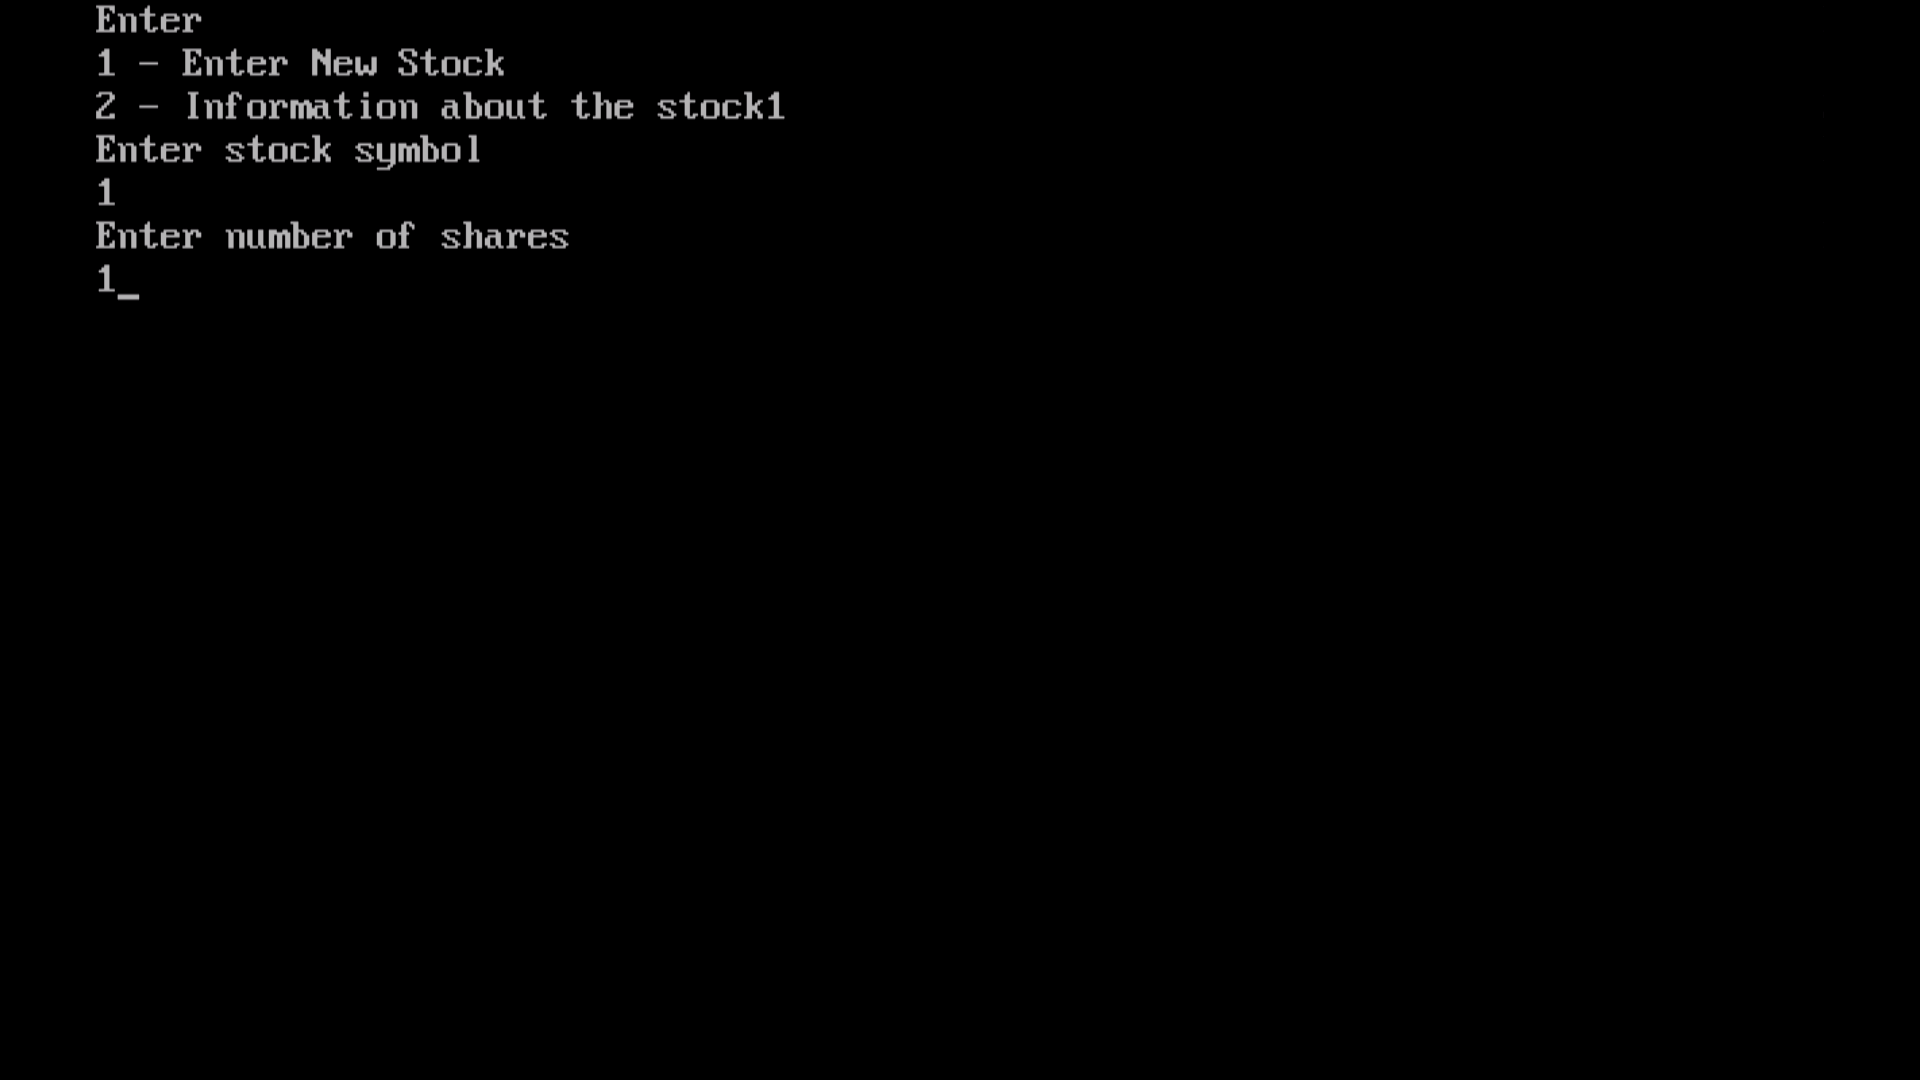 Enter
1 - Enter New Stock
2 - Information about the stock1
Enter stock symbol
1
Enter number of shares
1_